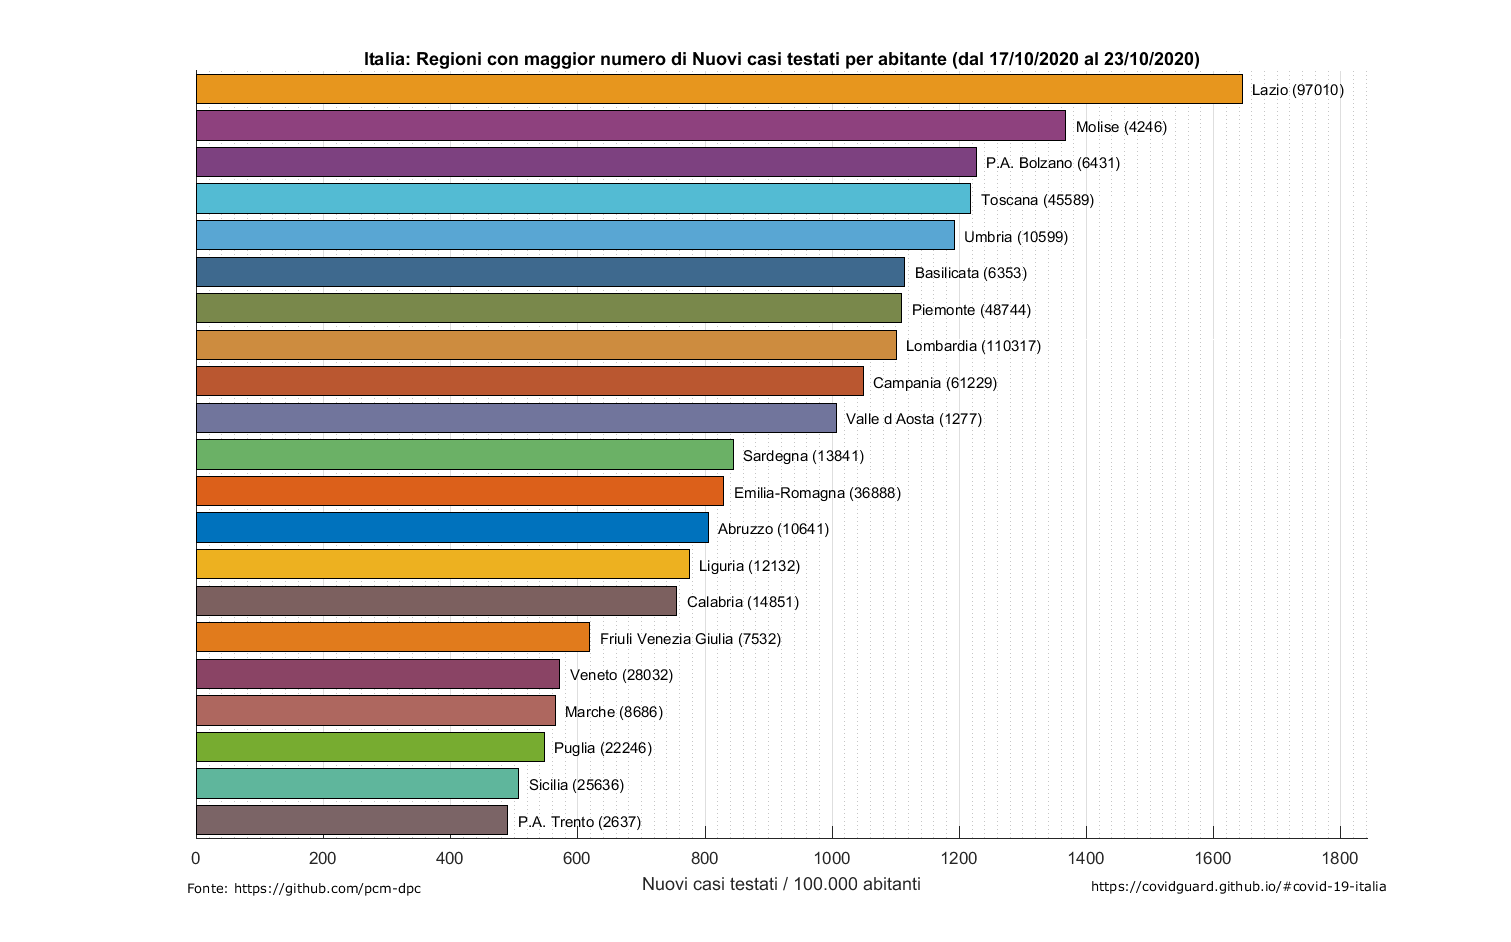 Italia: Regioni con maggior numero di Nuovi casi testati per abitante (dal 17/10/2020 al 23/10/2020)
Lazio (97010)
Molise (4246)
P.A. Bolzano (6431)
Toscana (45589)
Umbria (10599)
Basilicata (6353)
Piemonte (48744)
Lombardia (110317)
Campania (61229)
Valle d Aosta (1277)
Sardegna (13841)
Emilia-Romagna (36888)
Abruzzo (10641)
Liguria (12132)
Calabria (14851)
Friuli Venezia Giulia (7532)
Veneto (28032)
Marche (8686)
Puglia (22246)
Sicilia (25636)
P.A. Trento (2637)
0 200 400 600 800 1000 1200 1400 1600 1800
Nuovi casi testati / 100.000 abitanti
Fonte: https://github.com/pcm-dpc
https://covidguard.github.io/#covid-19-italia